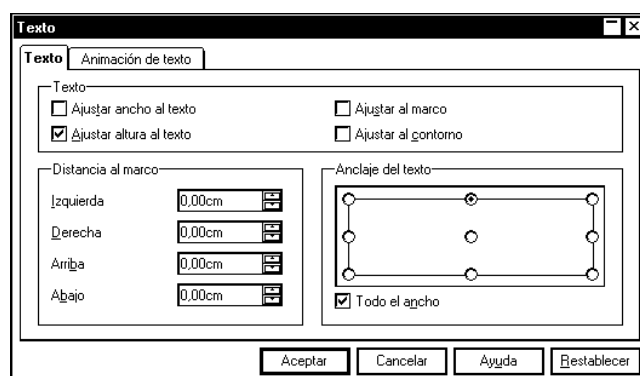 Texto
Texto Animación de texto
Texto
Ajustar ancho al texto Ajustar al marco
Ajustar altura al texto Ajustar al contorno
Distancia al marco Anclaje del texto
Izquierda 0,00cm
Derecha 0,00cm
Arriba 0,00cm
Abajo 0,00cm
Todo el ancho
Aceptar Cancelar Ayuda Restablecer